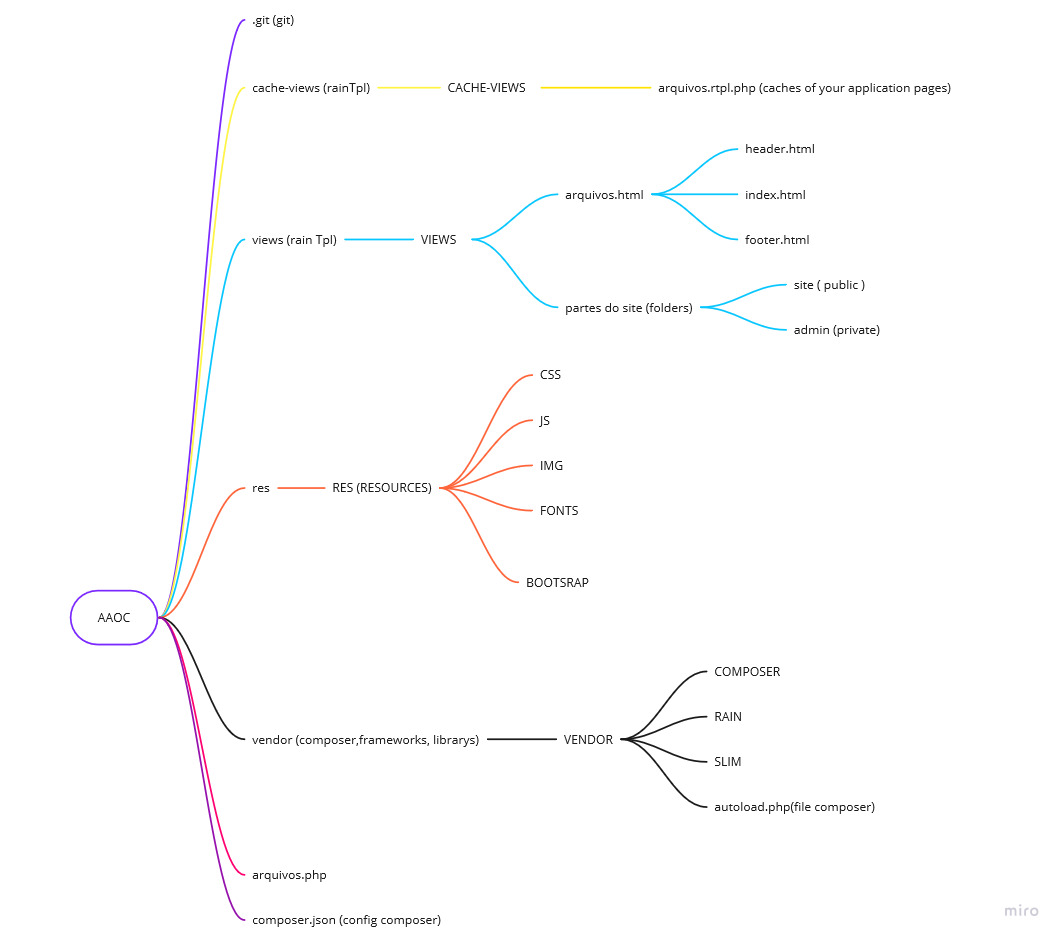 .git (git)
cache-views (rainTpl)
CACHE-VIEWS
arquivos.rtpl.php (caches of your application pages)
header.html
arquivos.html
index.html
views (rain Tpl)
VIEWS
footer.html
partes do site (folders)
site ( public )
admin (private)
CSS
JS
IMG
res
RES (RESOURCES)
FONTS
BOOTSRAP
AAOC
COMPOSER
RAIN
vendor (composer,frameworks, librarys)
VENDOR
SLIM
autoload.php(file composer)
arquivos.php
composer.json (config composer)
miro